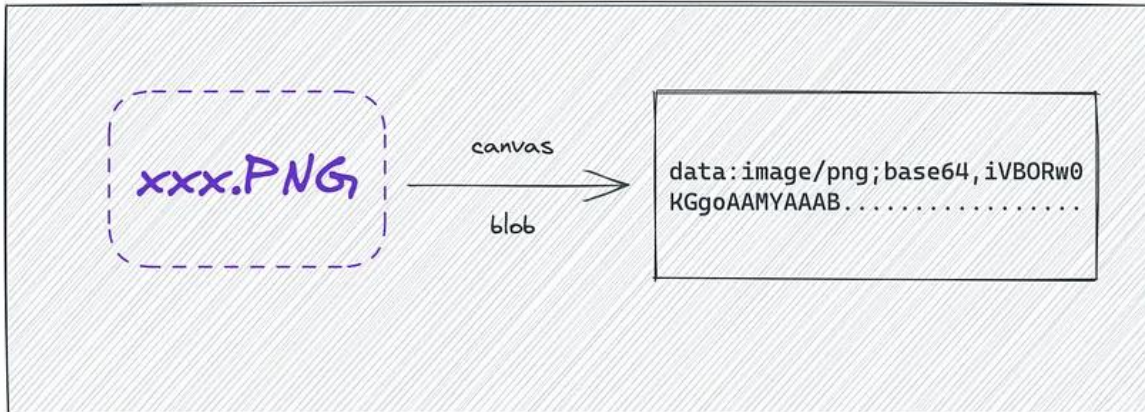 xxx.PNG
canvas
blob
data:image/png;base64,iVBORw0
KGgoAAMYAAAB.................